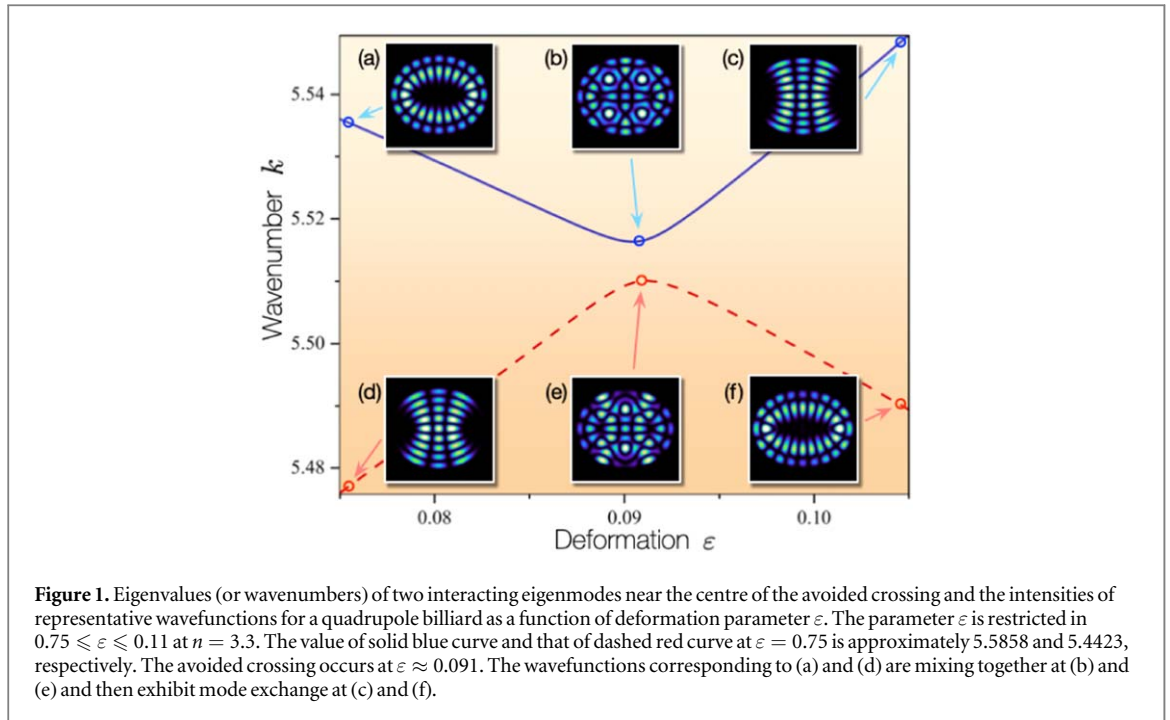 (a)
(b)
(c)
5.54
5.52
5.50
5.48
Wavenumber k
(d)
(e)
(f)
0.08
0.09
0.10
Deformation ε
Figure 1. Eigenvalues (or wavenumbers) of two interacting eigenmodes near the centre of the avoided crossing and the intensities of
representative wavefunctions for a quadrupole billiard as a function of deformation parameter ε. The parameter ε is restricted in
0.75 ⩽ ε ⩽ 0.11 at n = 3.3. The value of solid blue curve and that of dashed red curve at ε = 0.75 is approximately 5.5858 and 5.4423,
respectively. The avoided crossing occurs at ε ≈ 0.091. The wavefunctions corresponding to (a) and (d) are mixing together at (b) and
(e) and then exhibit mode exchange at (c) and (f).